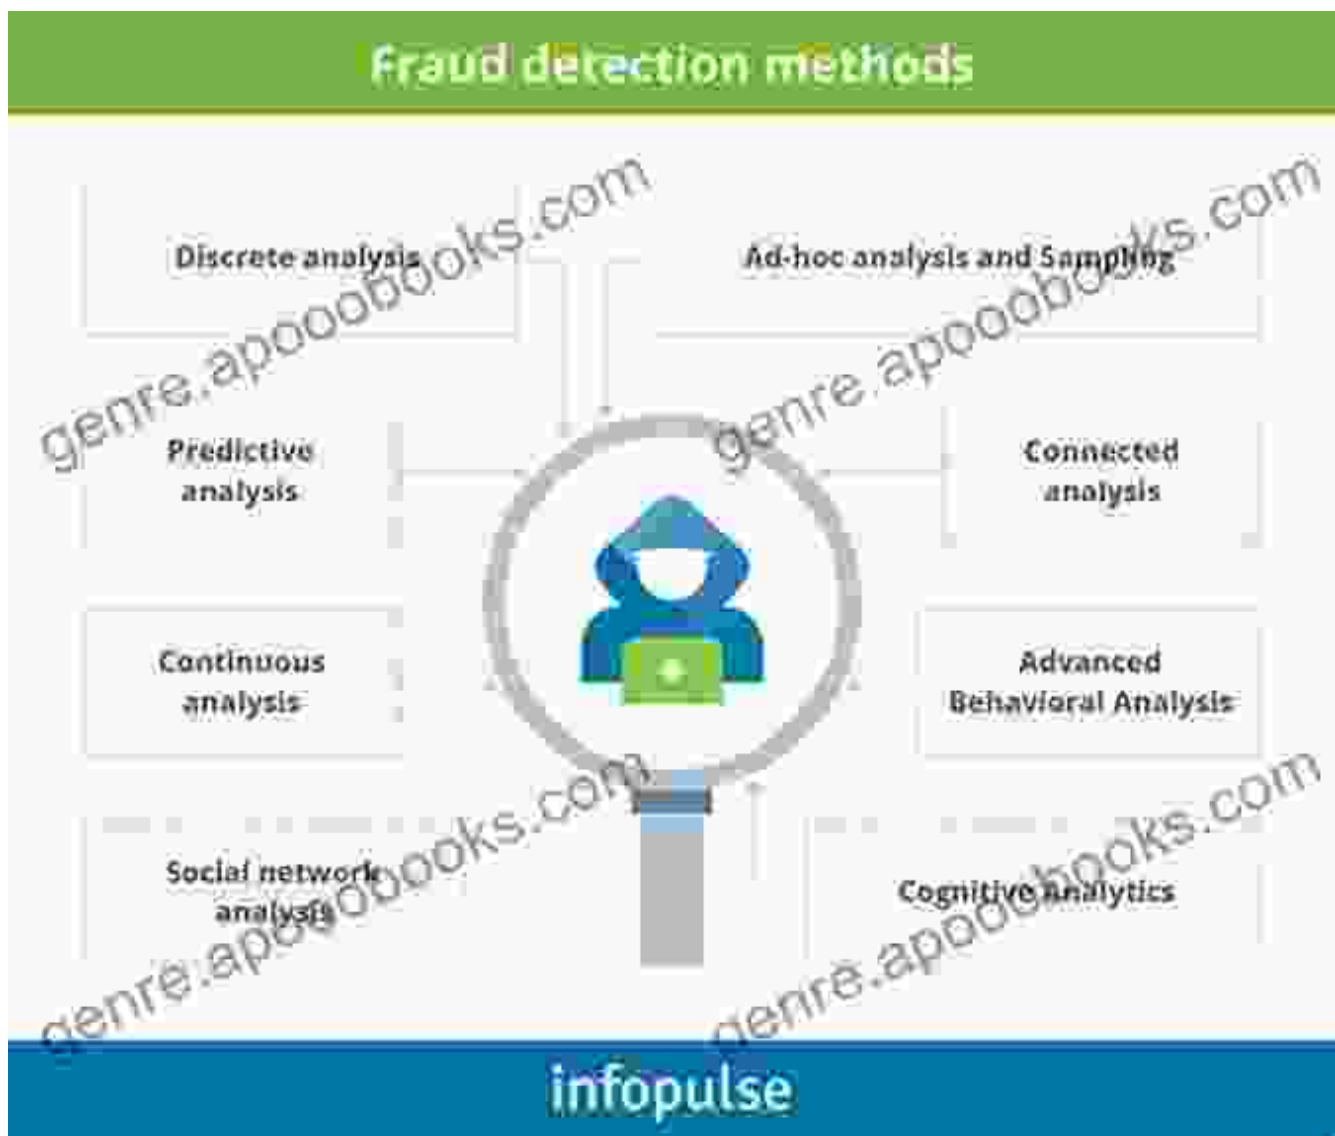 Fraud detection methods
Discrete analysis
Ad-hoc analysis and Sampling
Predictive
analysis
Connected
analysis
Continuous
analysis
Advanced
Behavioral Analysis
Social network
analysis
Cognitive Analytics
infopulse
genre.apooobooks.com
genre.apooobooks.com
genre.apooobooks.com
genre.apooobooks.com